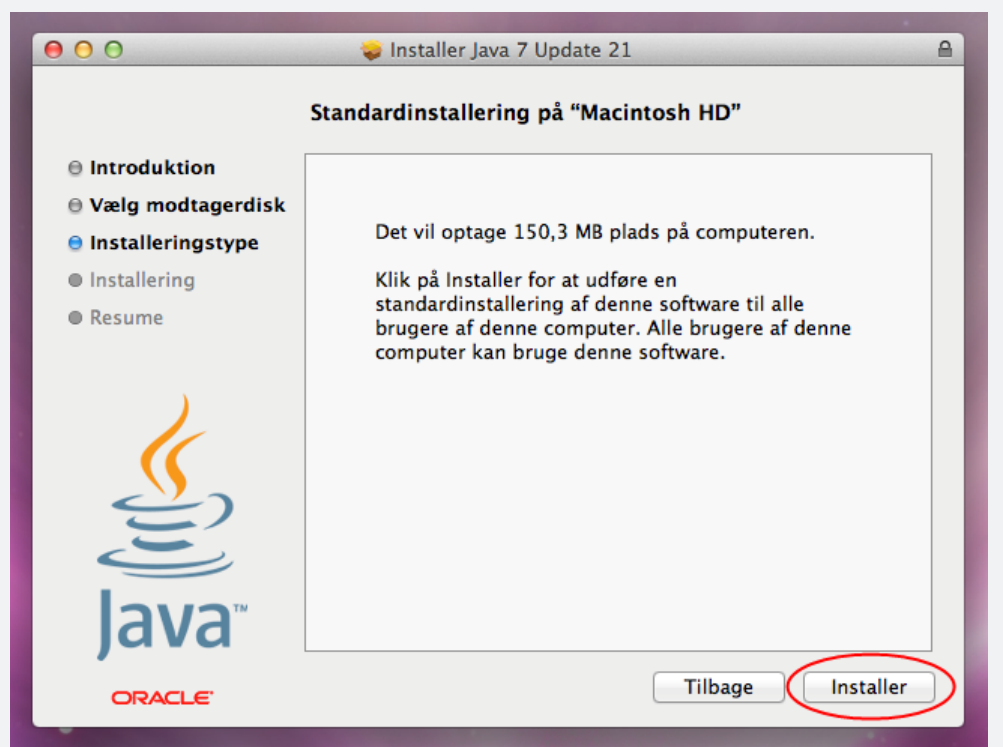 Installer Java 7 Update 21
Standardinstallering på “Macintosh HD”
Introduktion
Vælg modtagerdisk
Installeringstype
Installering
Resume
Det vil optage 150,3 MB plads på computeren.
Klik på Installer for at udføre en
standardinstallering af denne software til alle
brugere af denne computer. Alle brugere af denne
computer kan bruge denne software.
Java™
ORACLE®
Tilbage
Installer